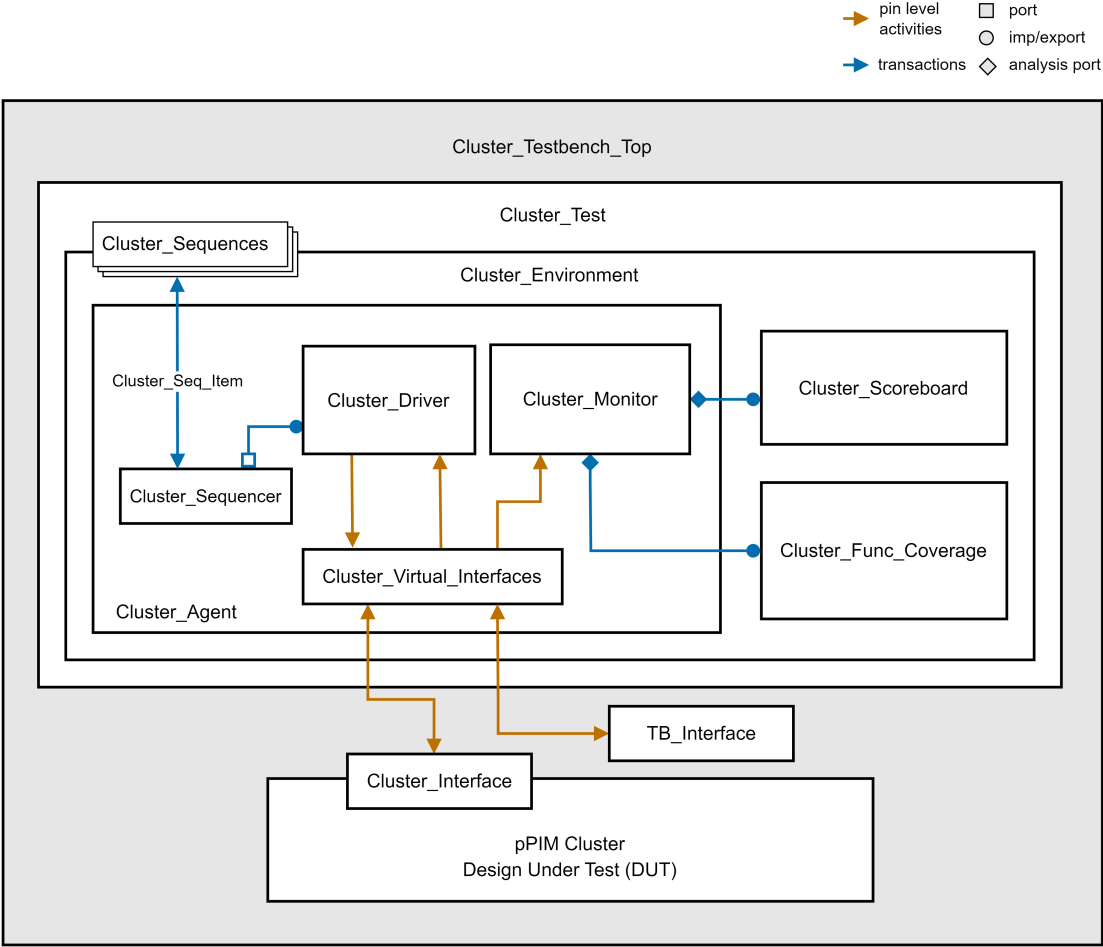 pin level
activities
port
imp/export
transactions
analysis port
Cluster_Testbench_Top
Cluster_Test
Cluster_Sequences
Cluster_Environment
Cluster_Seq_Item
Cluster_Driver
Cluster_Monitor
Cluster_Scoreboard
Cluster_Sequencer
Cluster_Func_Coverage
Cluster_Virtual_Interfaces
Cluster_Agent
TB_Interface
Cluster_Interface
pPIM Cluster
Design Under Test (DUT)